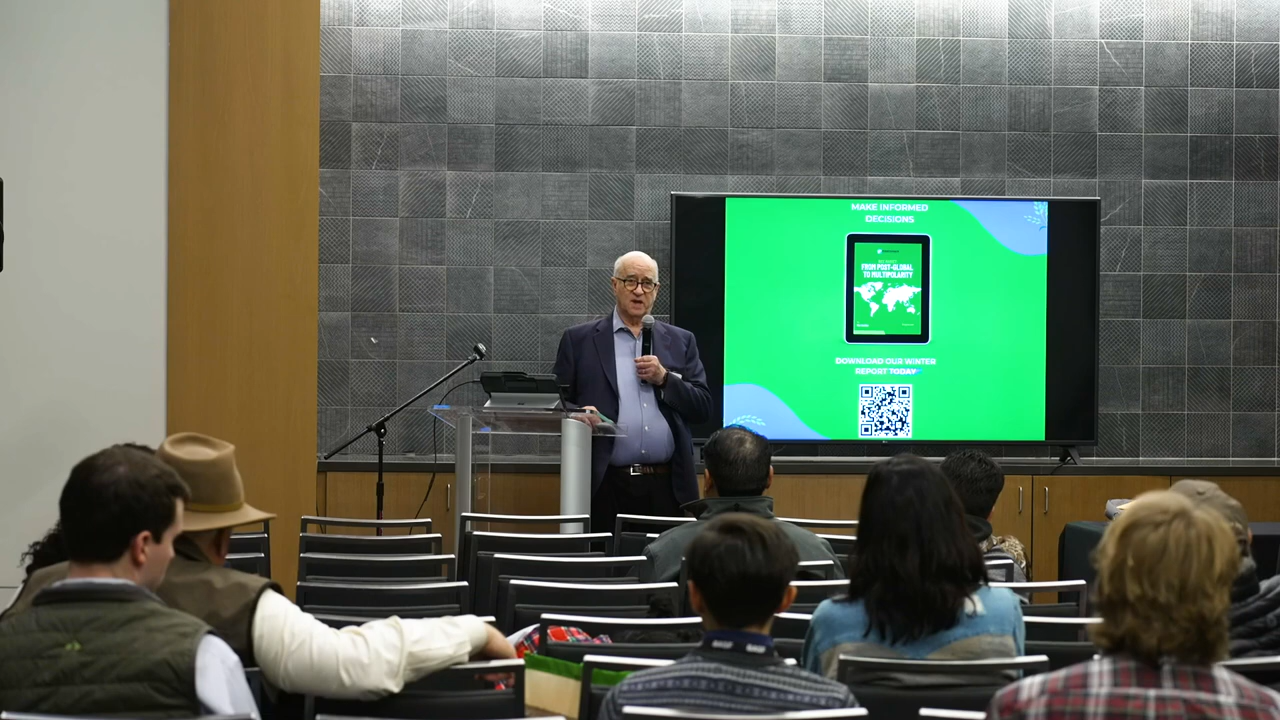 MAKE INFORMED
DECISIONS
FROM POST-GLOBAL
TO MULTIPOLARITY
DOWNLOAD OUR WINTER
REPORT TODAY